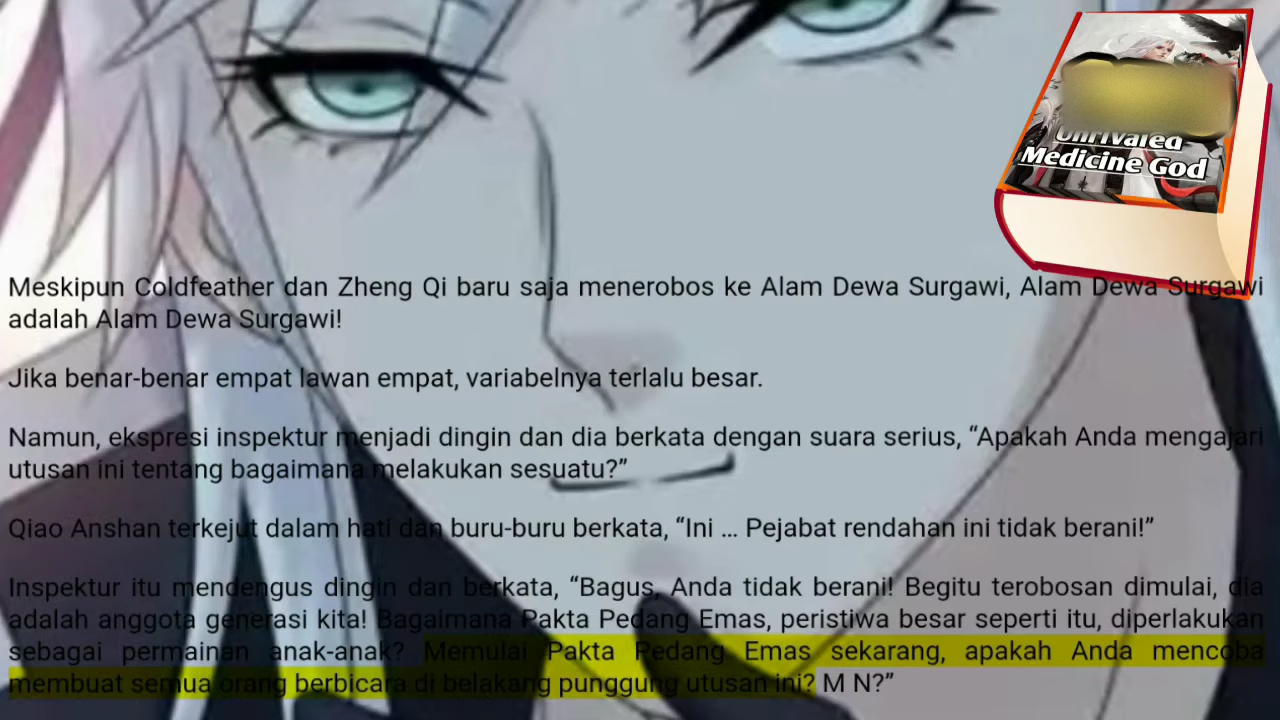 Unrivaled
Medicine God
Meskipun Coldfeather dan Zheng Qi baru saja menerobos ke Alam Dewa Surgawi, Alam Dewa Surgawi
adalah Alam Dewa Surgawi!
Jika benar-benar empat lawan empat, variabelnya terlalu besar.
Namun, ekspresi inspektur menjadi dingin dan dia berkata dengan suara serius, “Apakah Anda mengajari
utusan ini tentang bagaimana melakukan sesuatu?”
Qiao Anshan terkejut dalam hati dan buru-buru berkata, “Ini ... Pejabat rendahan ini tidak berani!”
Inspektur itu mendengus dingin dan berkata, “Bagus, Anda tidak berani! Begitu terobosan dimulai, dia
adalah anggota generasi kita! Bagaimana Pakta Pedang Emas, peristiwa besar seperti itu, diperlakukan
sebagai permainan anak-anak? Memulai Pakta Pedang Emas sekarang, apakah Anda mencoba
membuat semua orang berbicara di belakang punggung utusan ini? M N?”